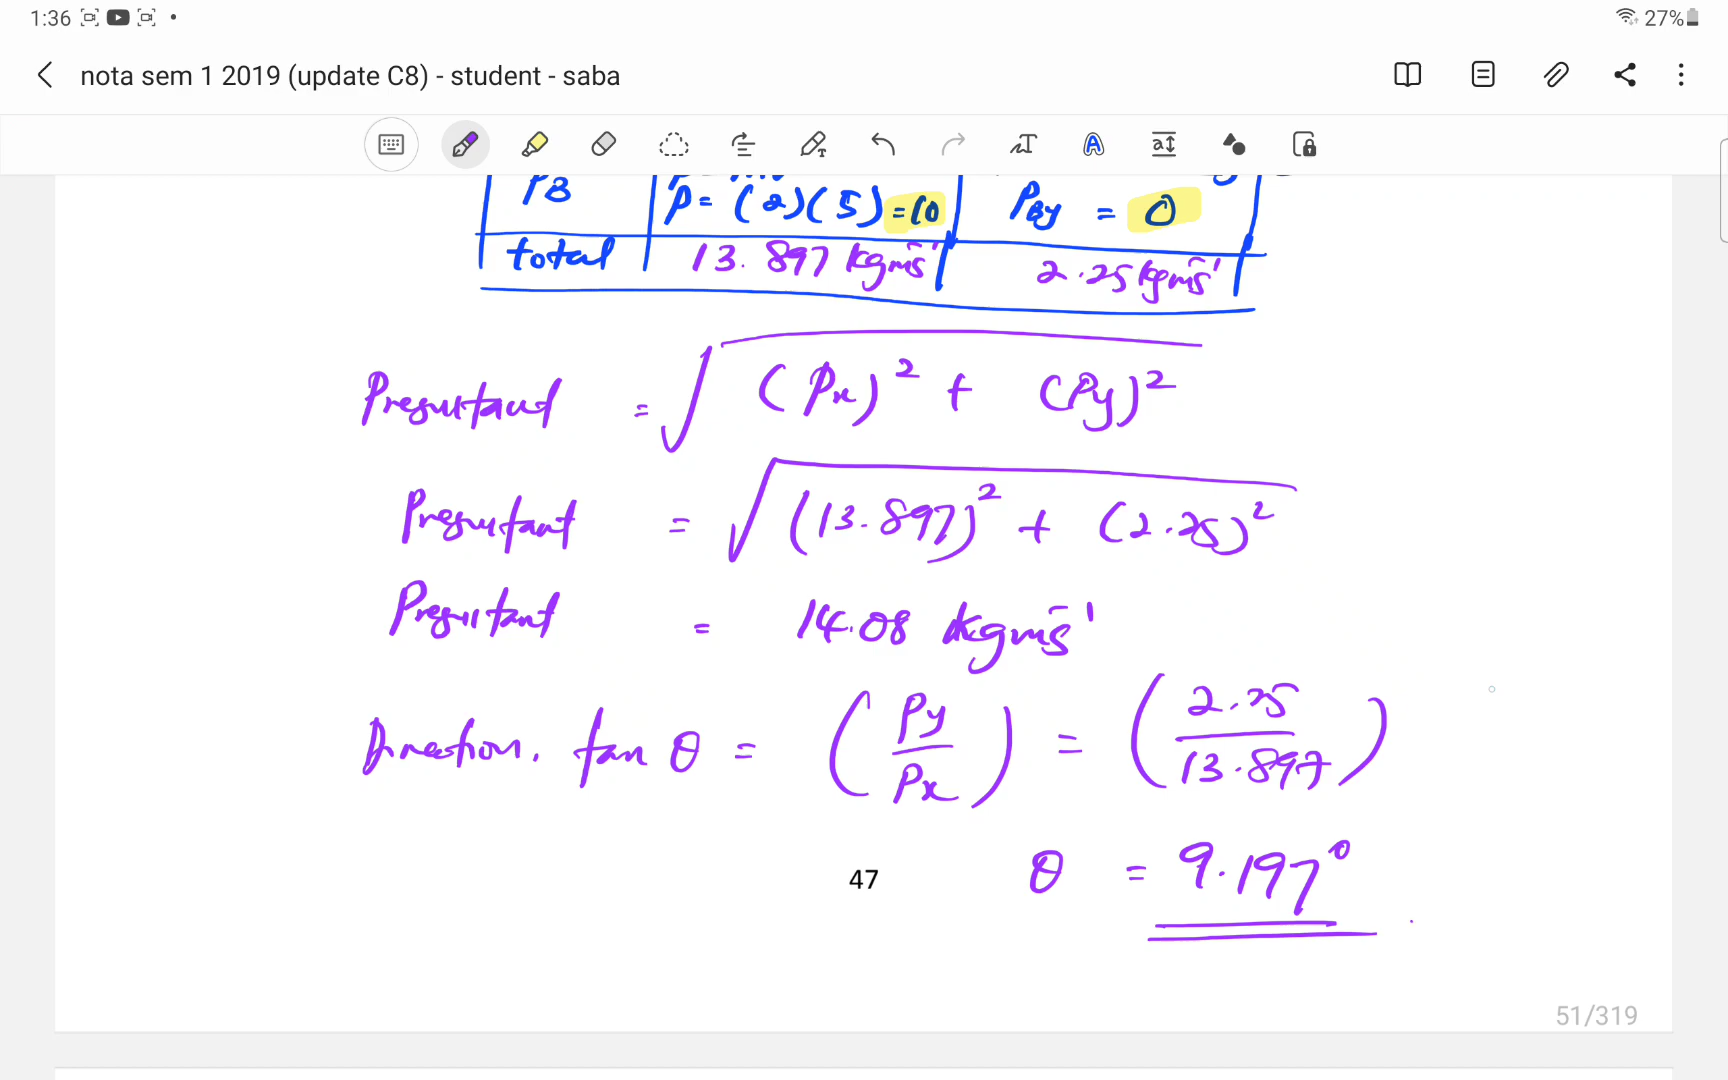 1:36
27%
nota sem 1 2019 (update C8) - student - saba
PB p = (2)(5) = 10 PBy = 0
total 13.897 kgms⁻¹ 2.25 kgms⁻¹
Presultant = √(Px)² + (Py)²
Presultant = √(13.897)² + (2.25)²
Presultant = 14.08 kgms⁻¹
Direction. tan θ = (Py/Px) = (2.25/13.897)
θ = 9.197°
47
51/319